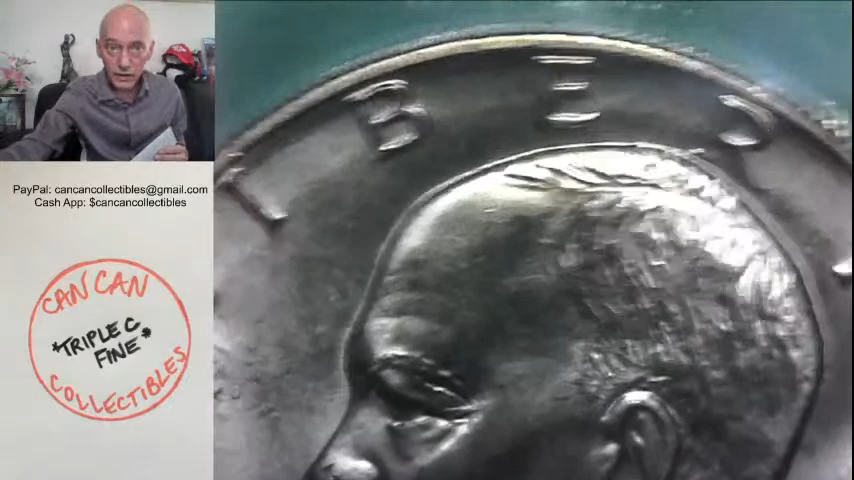 PayPal: cancancollectibles@gmail.com
Cash App: $cancancollectibles
CAN CAN
*TRIPLE C
FINE*
COLLECTIBLES
L I B E